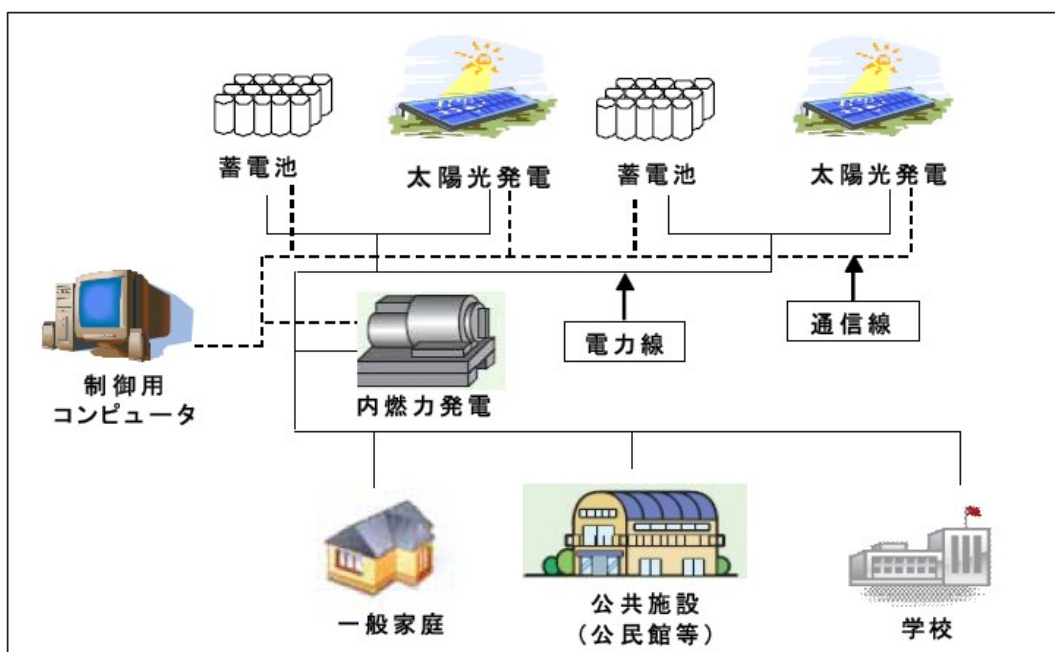 蓄電池
太陽光発電
蓄電池
太陽光発電
電力線
通信線
制御用
コンピュータ
内燃力発電
一般家庭
公共施設
（公民館等）
学校